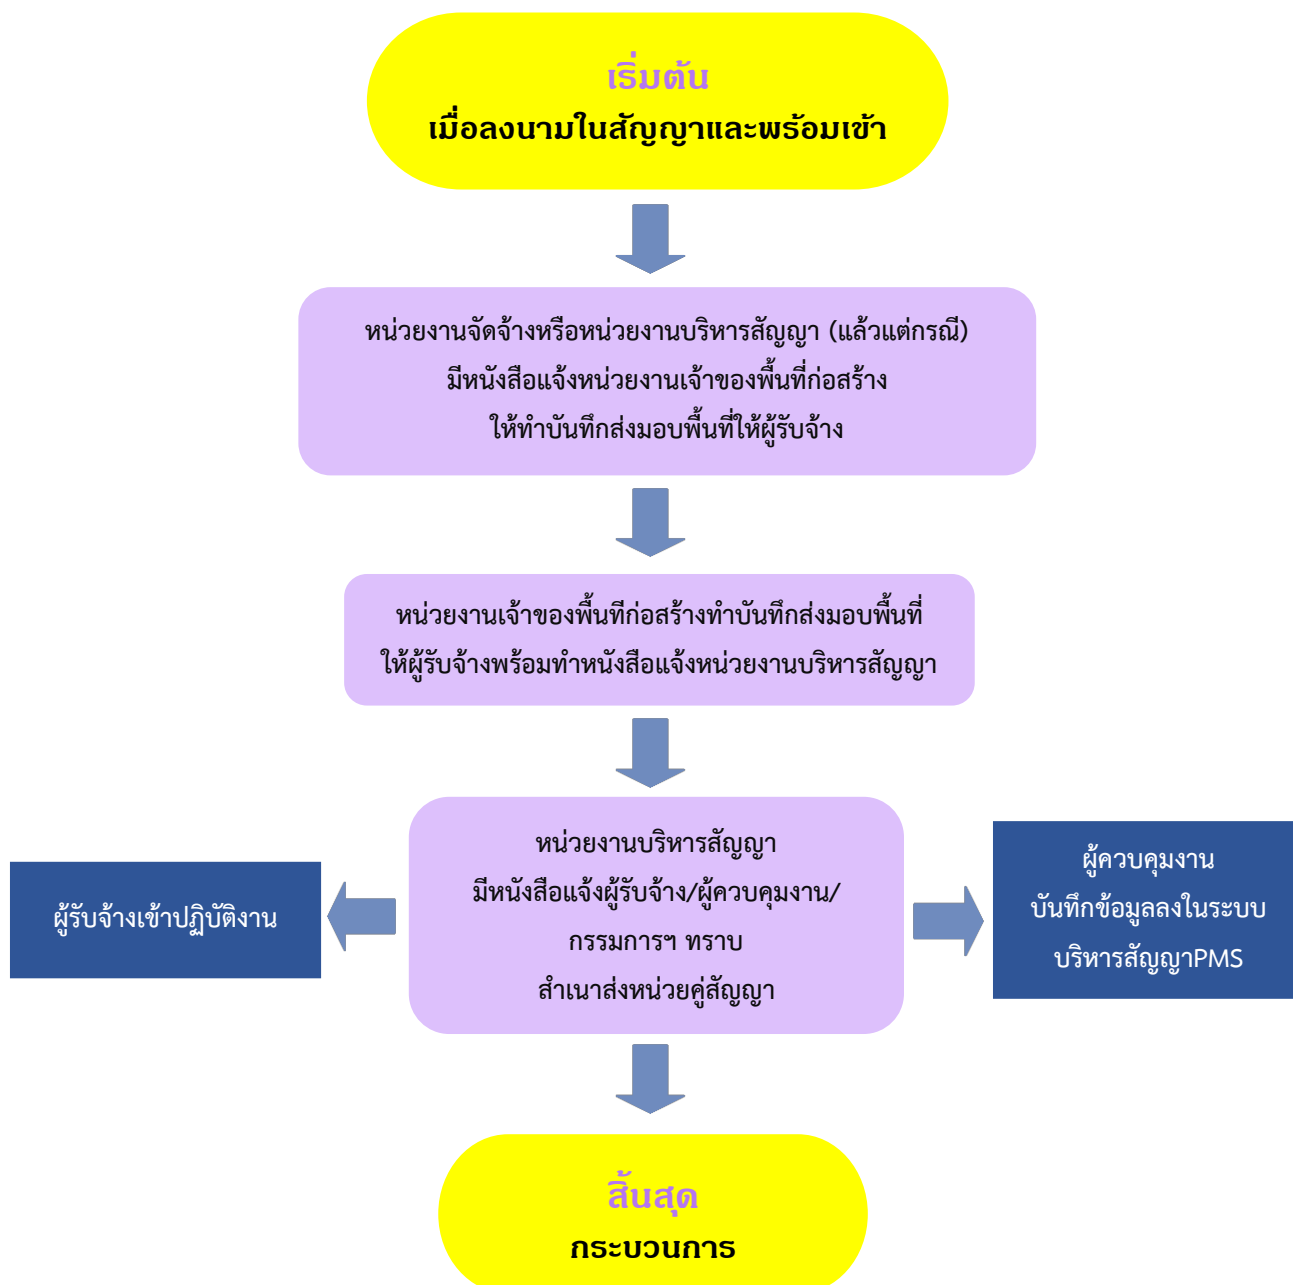 เริ่มต้น
เมื่อลงนามในสัญญาและพร้อมเข้า
หน่วยงานจัดจ้างหรือหน่วยงานบริหารสัญญา (แล้วแต่กรณี)
มีหนังสือแจ้งหน่วยงานเจ้าของพื้นที่ก่อสร้าง
ให้ทำบันทึกส่งมอบพื้นที่ให้ผู้รับจ้าง
หน่วยงานเจ้าของพื้นทีก่อสร้างทำบันทึกส่งมอบพื้นที่
ให้ผู้รับจ้างพร้อมทำหนังสือแจ้งหน่วยงานบริหารสัญญา
หน่วยงานบริหารสัญญา
มีหนังสือแจ้งผู้รับจ้าง/ผู้ควบคุมงาน/
กรรมการฯ ทราบ
สำเนาส่งหน่วยคู่สัญญา
ผู้รับจ้างเข้าปฏิบัติงาน
ผู้ควบคุมงาน
บันทึกข้อมูลลงในระบบ
บริหารสัญญาPMS
สิ้นสุด
กระบวนการ